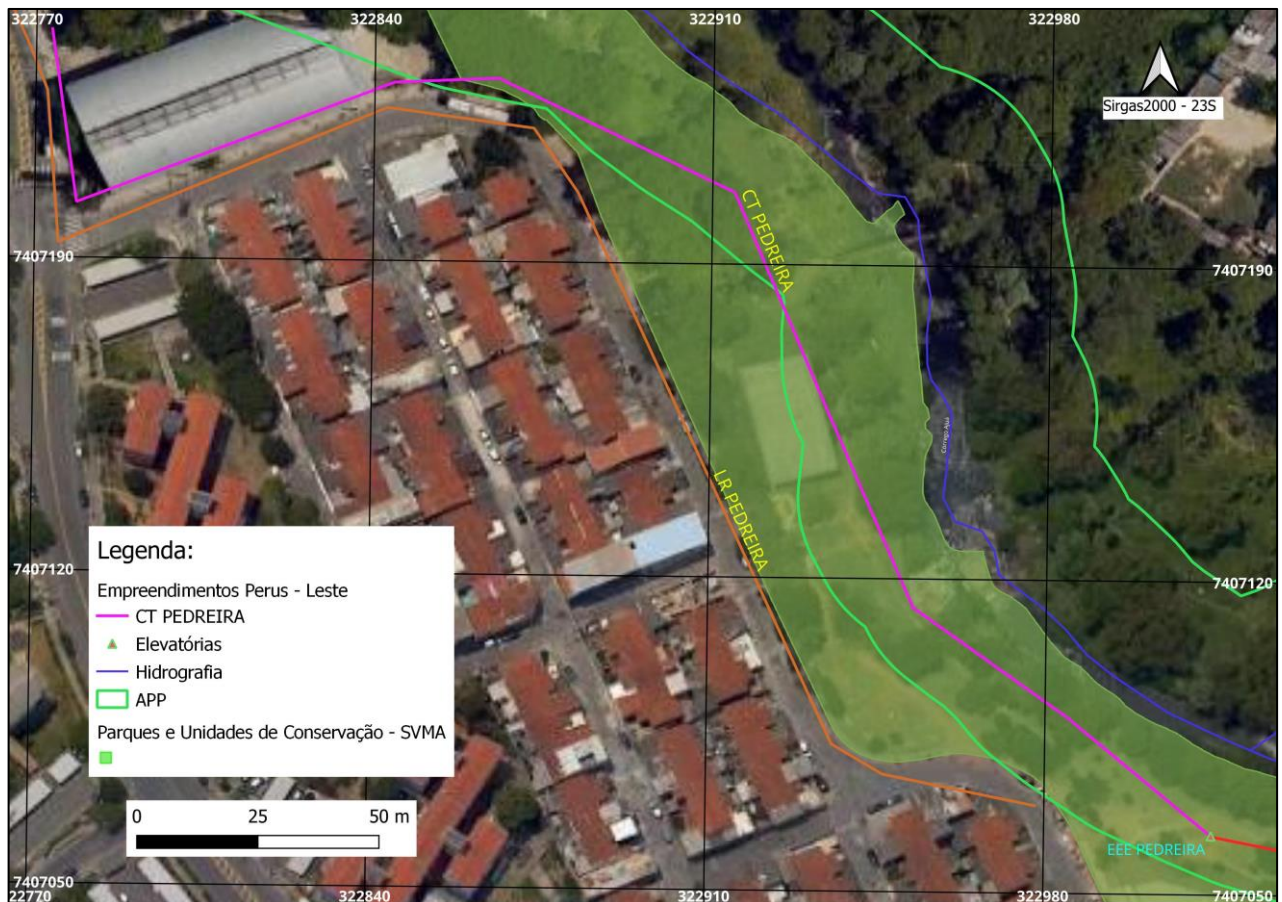 322770
322840
322910
322980
Sirgas2000 - 23S
CT PEDREIRA
7407190
7407190
Córrego Ajuá
LR PEDREIRA
Legenda:
Empreendimentos Perus - Leste
CT PEDREIRA
Elevatórias
Hidrografia
APP
Parques e Unidades de Conservação - SVMA
7407120
7407120
0 25 50 m
EEE PEDREIRA
7407050
7407050
22770
322840
322910
322980